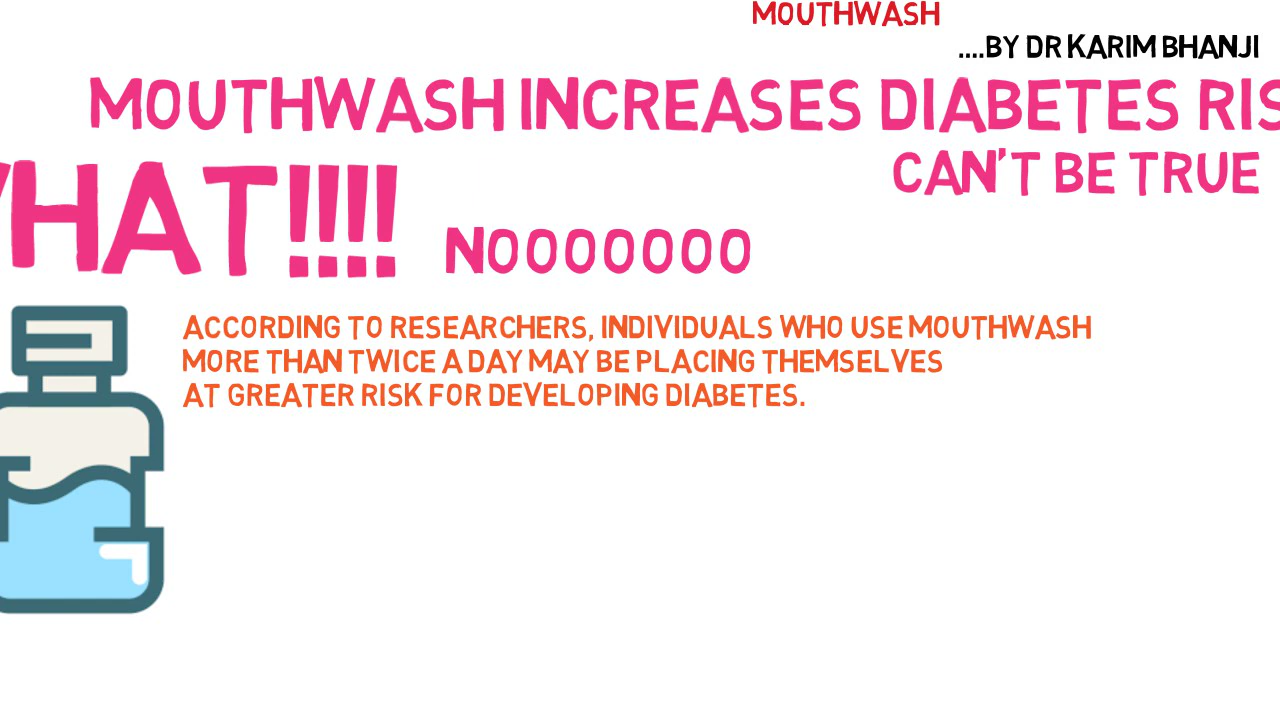 MOUTHWASH
....BY DR KARIM BHANJI
MOUTHWASH INCREASES DIABETES RIS
CAN'T BE TRUE
HAT!!!!
NOOOOOOO
ACCORDING TO RESEARCHERS, INDIVIDUALS WHO USE MOUTHWASH
MORE THAN TWICE A DAY MAY BE PLACING THEMSELVES
AT GREATER RISK FOR DEVELOPING DIABETES.